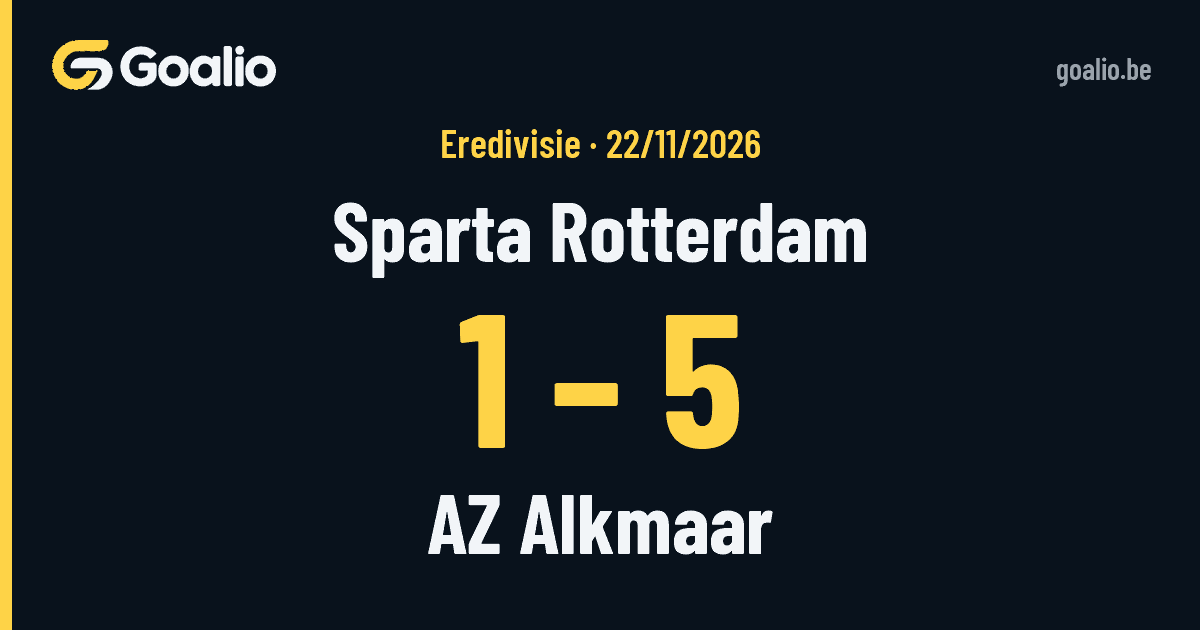 Goalio
goalio.be
Eredivisie · 22/11/2026
Sparta Rotterdam
1 – 5
AZ Alkmaar